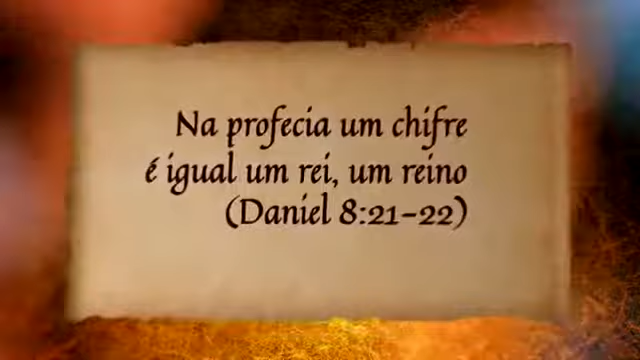 Na profecia um chifre
é igual um rei, um reino
(Daniel 8:21-22)